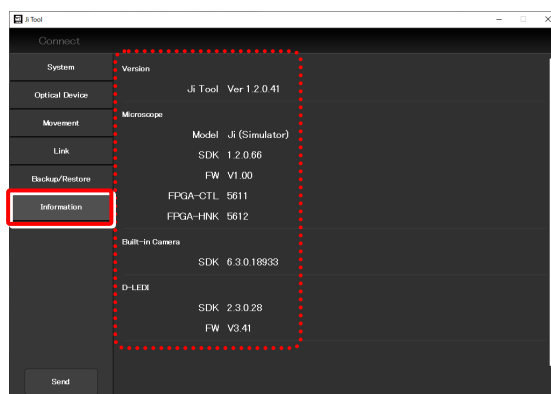 Ji Tool
Connect
System
Optical Device
Movement
Link
Backup/Restore
Information
Send
Version
Ji Tool Ver 1.2.0.41
Microscope
Model Ji (Simulator)
SDK 1.2.0.66
FW V1.00
FPGA-CTL 5611
FPGA-HNK 5612
Built-in Camera
SDK 6.3.0.18933
D-LEDI
SDK 2.3.0.28
FW V3.41